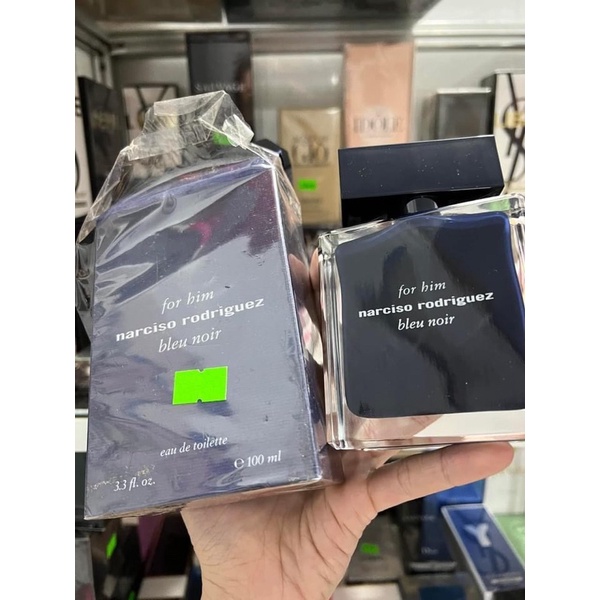 IDOLE
for him
narciso rodriguez
bleu noir
eau de toilette
3.3 fl. oz.
℮ 100 ml
for him
narciso rodriguez
bleu noir
Y